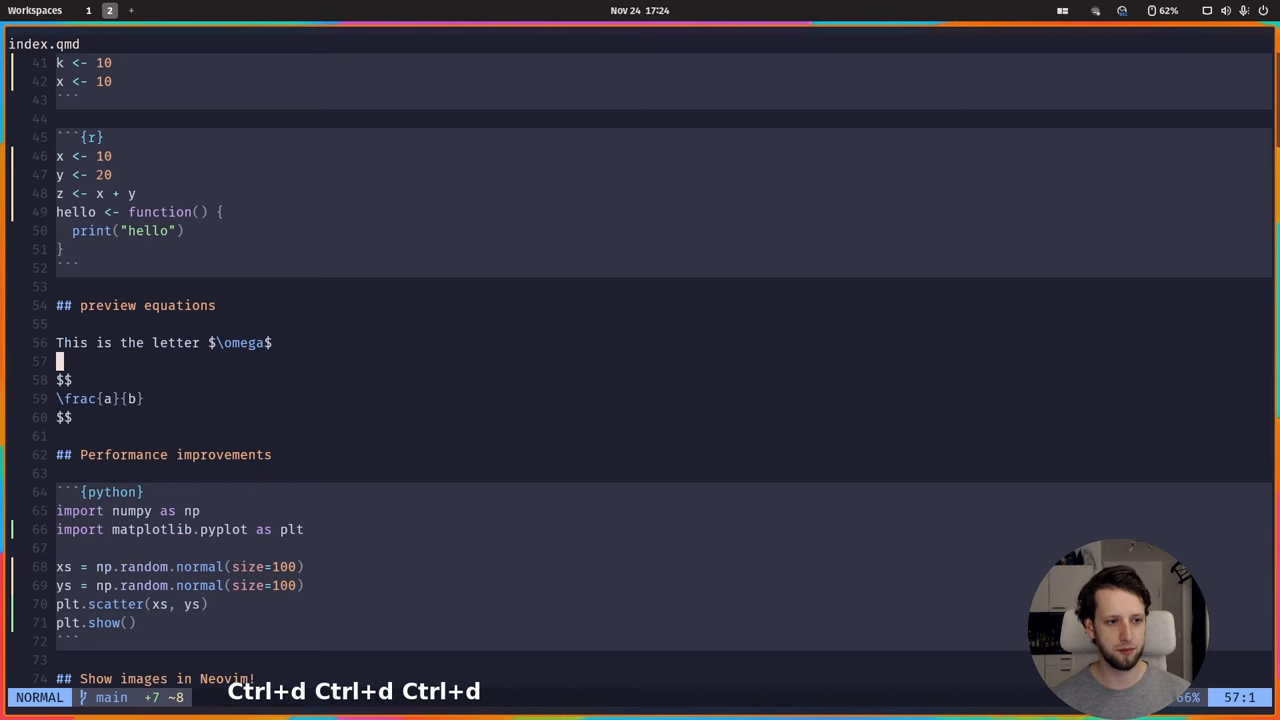 Workspaces 1 2 + Nov 24 17:24 62%
index.qmd
41 k <- 10
42 x <- 10
43 ```
44
45 ```{r}
46 x <- 10
47 y <- 20
48 z <- x + y
49 hello <- function() {
50 print("hello")
51 }
52 ```
53
54 ## preview equations
55
56 This is the letter $\omega$
57
58 $$
59 \frac{a}{b}
60 $$
61
62 ## Performance improvements
63
64 ```{python}
65 import numpy as np
66 import matplotlib.pyplot as plt
67
68 xs = np.random.normal(size=100)
69 ys = np.random.normal(size=100)
70 plt.scatter(xs, ys)
71 plt.show()
72 ```
73
74 ## Show images in Neovim!
NORMAL main +7 ~8 Ctrl+d Ctrl+d Ctrl+d 66% 57:1